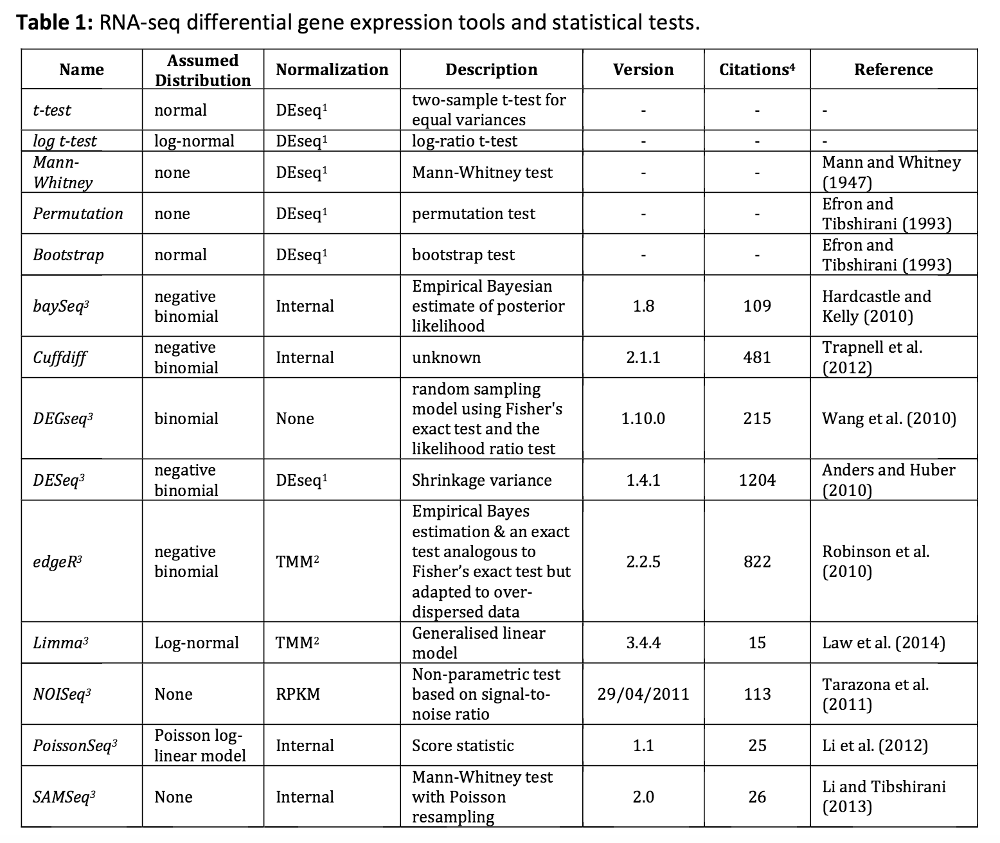 Table 1: RNA-seq differential gene expression tools and statistical tests.
Name
Assumed
Distribution
Normalization
Description
Version
Citations⁴
Reference
t-test
normal
DEseq¹
two-sample t-test for
equal variances
-
-
-
log t-test
log-normal
DEseq¹
log-ratio t-test
-
-
-
Mann-
Whitney
none
DEseq¹
Mann-Whitney test
-
-
Mann and Whitney
(1947)
Permutation
none
DEseq¹
permutation test
-
-
Efron and
Tibshirani (1993)
Bootstrap
normal
DEseq¹
bootstrap test
-
-
Efron and
Tibshirani (1993)
baySeq³
negative
binomial
Internal
Empirical Bayesian
estimate of posterior
likelihood
1.8
109
Hardcastle and
Kelly (2010)
Cuffdiff
negative
binomial
Internal
unknown
2.1.1
481
Trapnell et al.
(2012)
DEGseq³
binomial
None
random sampling
model using Fisher's
exact test and the
likelihood ratio test
1.10.0
215
Wang et al. (2010)
DESeq³
negative
binomial
DEseq¹
Shrinkage variance
1.4.1
1204
Anders and Huber
(2010)
edgeR³
negative
binomial
TMM²
Empirical Bayes
estimation & an exact
test analogous to
Fisher’s exact test but
adapted to over-
dispersed data
2.2.5
822
Robinson et al.
(2010)
Limma³
Log-normal
TMM²
Generalised linear
model
3.4.4
15
Law et al. (2014)
NOISeq³
None
RPKM
Non-parametric test
based on signal-to-
noise ratio
29/04/2011
113
Tarazona et al.
(2011)
PoissonSeq³
Poisson log-
linear model
Internal
Score statistic
1.1
25
Li et al. (2012)
SAMSeq³
None
Internal
Mann-Whitney test
with Poisson
resampling
2.0
26
Li and Tibshirani
(2013)